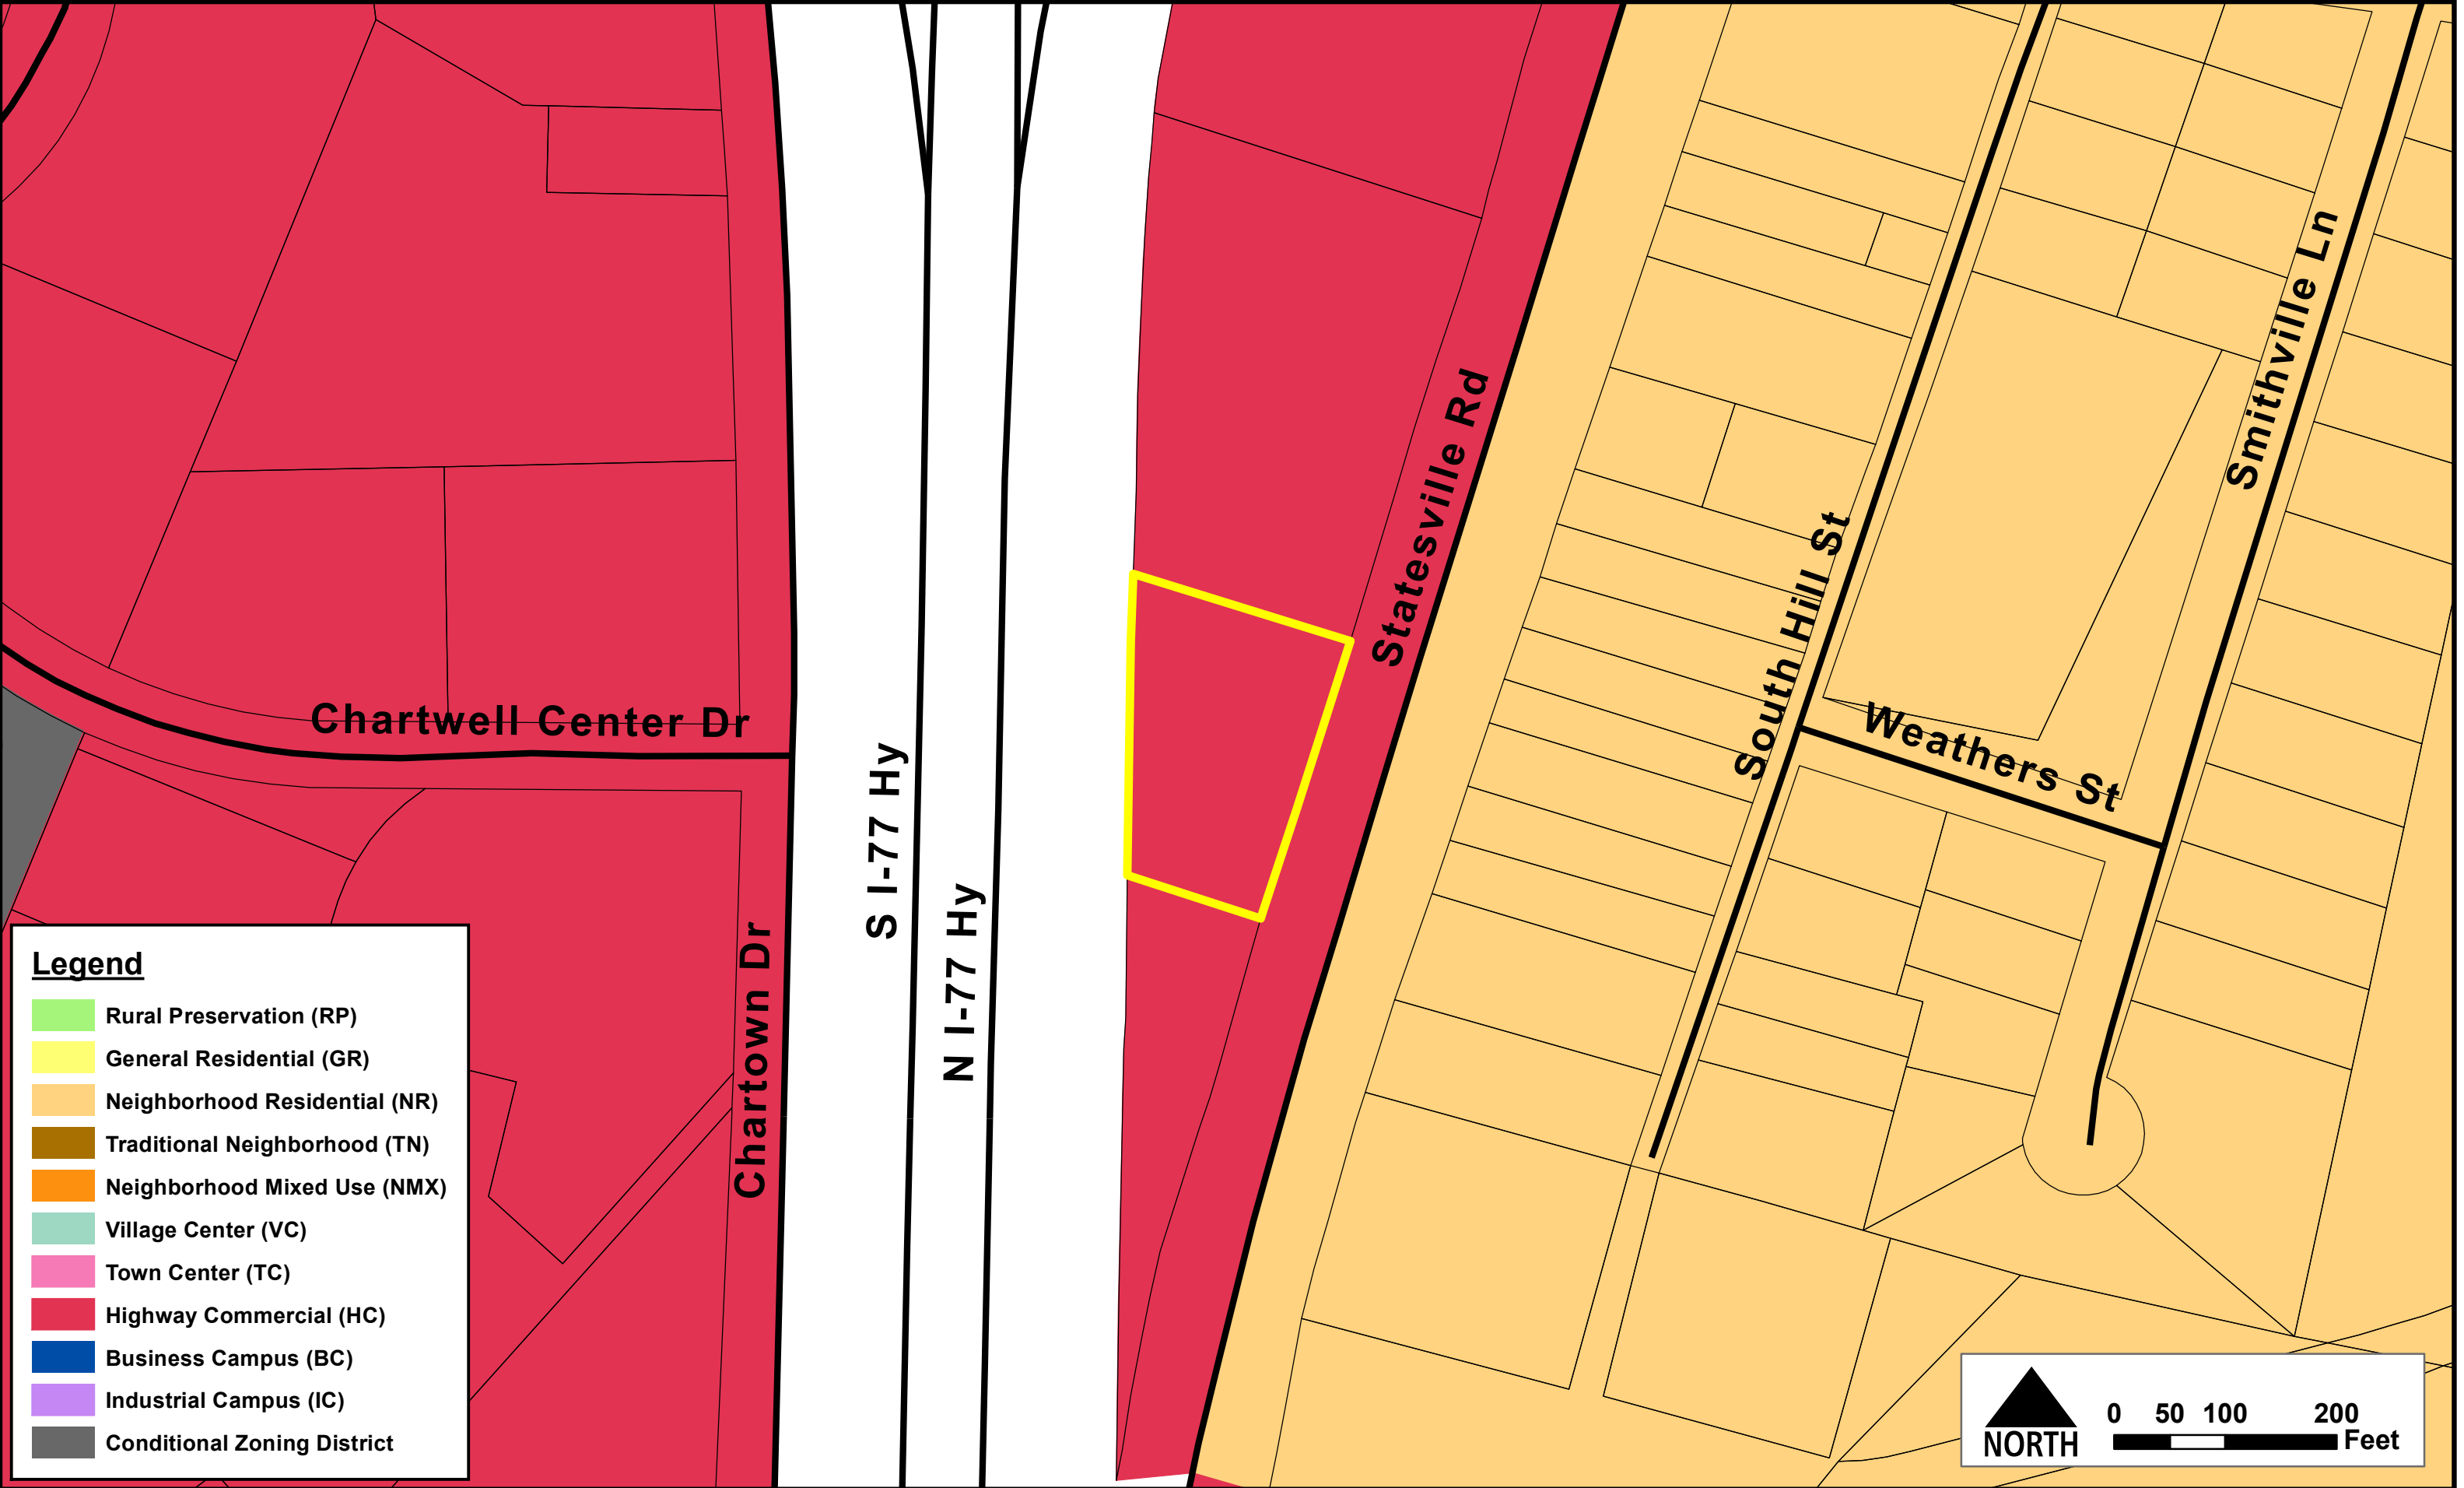 Smithville Ln
Statesville Rd
South Hill St
Weathers St
Chartwell Center Dr
S I-77 Hy
N I-77 Hy
Chartown Dr
Legend
Rural Preservation (RP)
General Residential (GR)
Neighborhood Residential (NR)
Traditional Neighborhood (TN)
Neighborhood Mixed Use (NMX)
Village Center (VC)
Town Center (TC)
Highway Commercial (HC)
Business Campus (BC)
Industrial Campus (IC)
Conditional Zoning District
NORTH
0 50 100 200
Feet